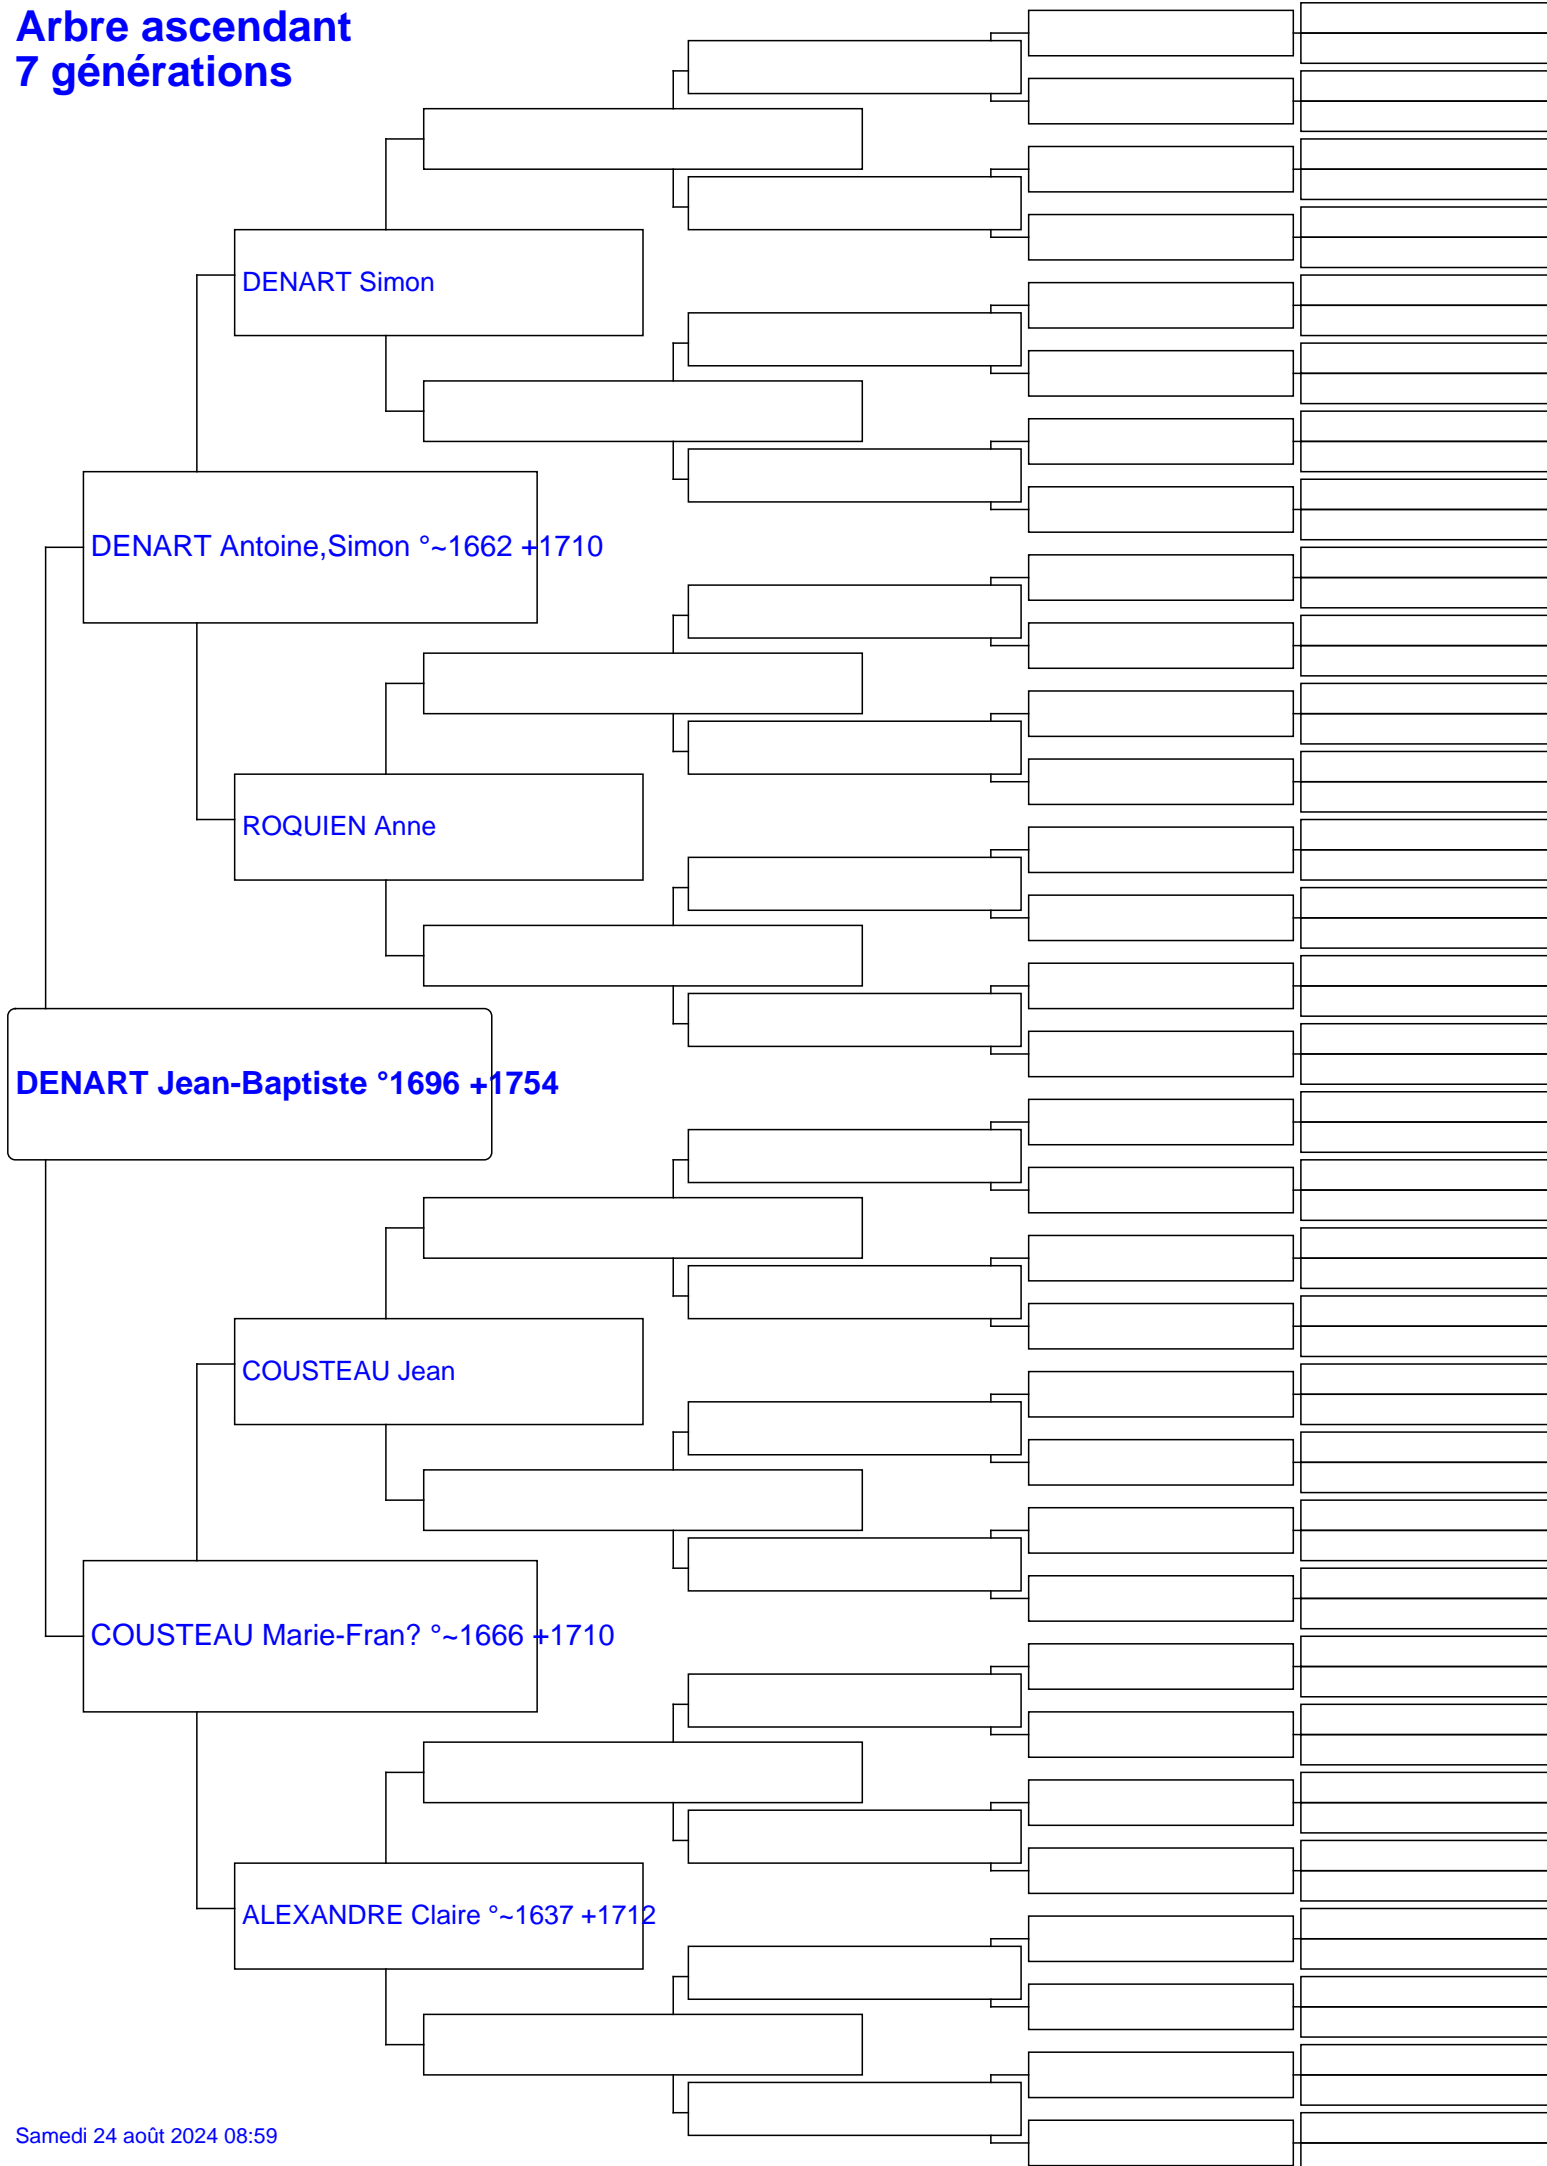 Arbre ascendant
7 générations
DENART Simon
DENART Antoine,Simon °~1662 +1710
ROQUIEN Anne
DENART Jean-Baptiste °1696 +1754
COUSTEAU Jean
COUSTEAU Marie-Fran? °~1666 +1710
ALEXANDRE Claire °~1637 +1712
Samedi 24 août 2024 08:59